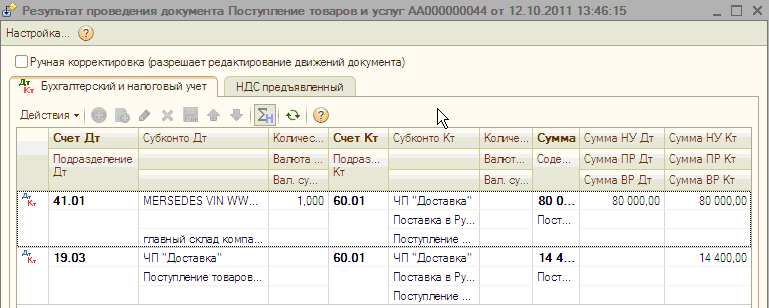 Результат проведения документа Поступление товаров и услуг АА000000044 от 12.10.2011 13:46:15
Настройка...
Ручная корректировка (разрешает редактирование движений документа)
Бухгалтерский и налоговый учет НДС предъявленный
Действия
Счет Дт Субконто Дт Количес... Счет Кт Субконто Кт Количе... Сумма Сумма НУ Дт Сумма НУ Кт
Подразделение Дт Валюта ... Подраз... Кт Валют... Соде... Сумма ПР Дт Сумма ПР Кт
Вал. су... Вал. су... Сумма ВР Дт Сумма ВР Кт
41.01 MERSEDES VIN WW... 1,000 60.01 ЧП "Доставка" 80 0... 80 000,00 80 000,00
Поставка в Ру... Пост...
главный склад компа... Поступление ...
19.03 ЧП "Доставка" 60.01 ЧП "Доставка" 14 4... 14 400,00
Поступление товаров... Поставка в Ру... Пост...
Поступление ...